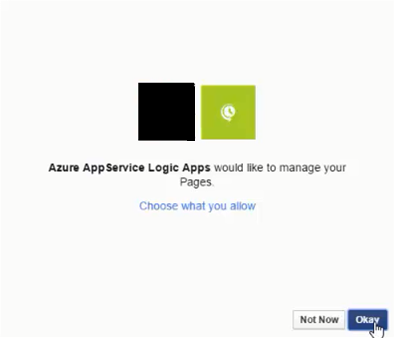 Azure AppService Logic Apps would like to manage your
Pages.
Choose what you allow
Not Now
Okay